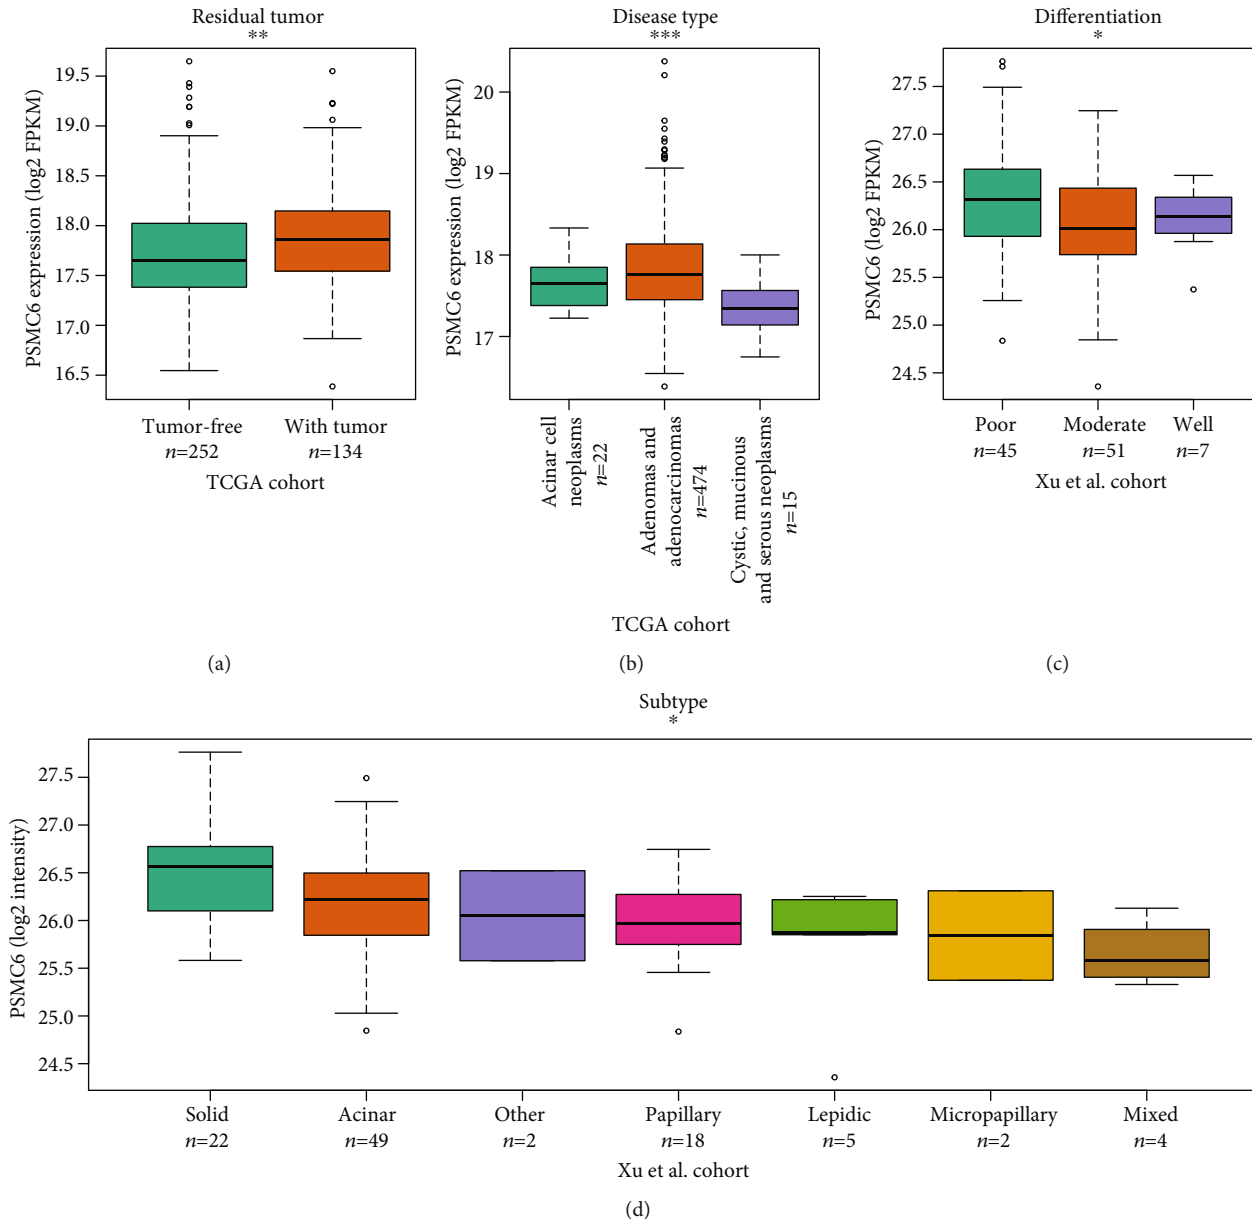 Residual tumor
**
PSMC6 expression (log2 FPKM)
19.5
19.0
18.5
18.0
17.5
17.0
16.5
Tumor-free
n=252
With tumor
n=134
TCGA cohort
(a)
Disease type
***
PSMC6 expression (log2 FPKM)
20
19
18
17
Acinar cell
neoplasms
n=22
Adenomas and
adenocarcinomas
n=474
Cystic, mucinous
and serous neoplasms
n=15
TCGA cohort
(b)
Differentiation
*
PSMC6 (log2 FPKM)
27.5
27.0
26.5
26.0
25.5
25.0
24.5
Poor
n=45
Moderate
n=51
Well
n=7
Xu et al. cohort
(c)
Subtype
*
PSMC6 (log2 intensity)
27.5
27.0
26.5
26.0
25.5
25.0
24.5
Solid
n=22
Acinar
n=49
Other
n=2
Papillary
n=18
Lepidic
n=5
Micropapillary
n=2
Mixed
n=4
Xu et al. cohort
(d)